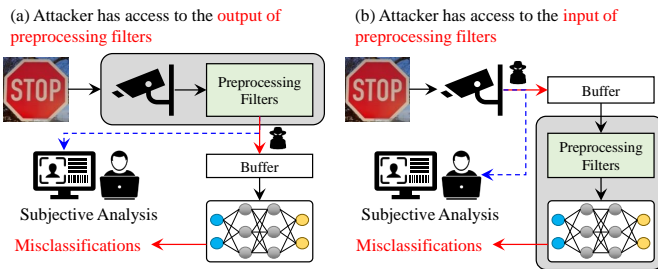 (a) Attacker has access to the output of
preprocessing filters
STOP
Preprocessing
Filters
Buffer
Subjective Analysis
Misclassifications
(b) Attacker has access to the input of
preprocessing filters
STOP
Buffer
Preprocessing
Filters
Subjective Analysis
Misclassifications